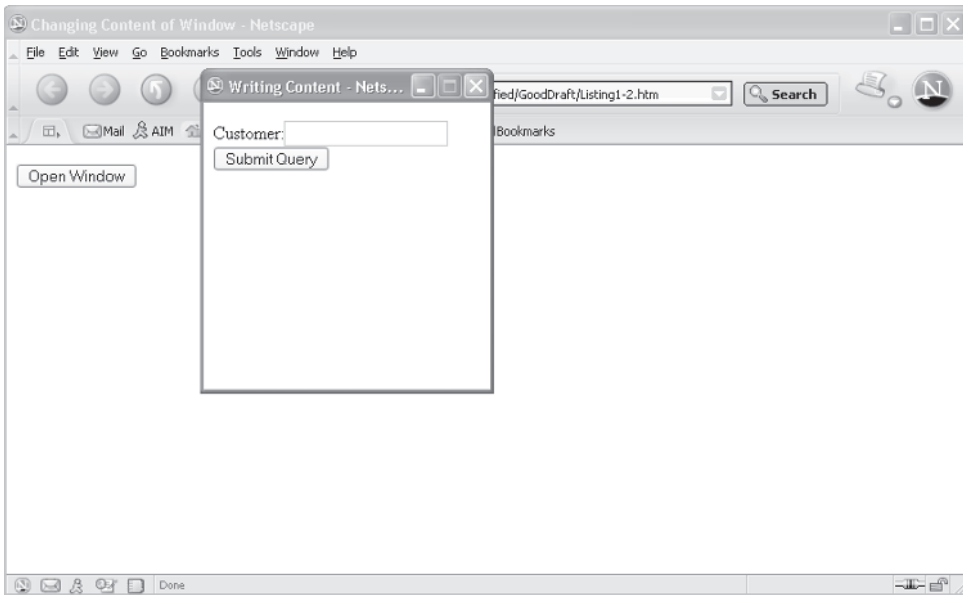 Changing Content of Window - Netscape
File Edit View Go Bookmarks Tools Window Help
Writing Content - Nets...
fied/GoodDraft/Listing1-2.htm Search
N
Mail AIM Bookmarks
Customer:
Submit Query
Open Window
Done